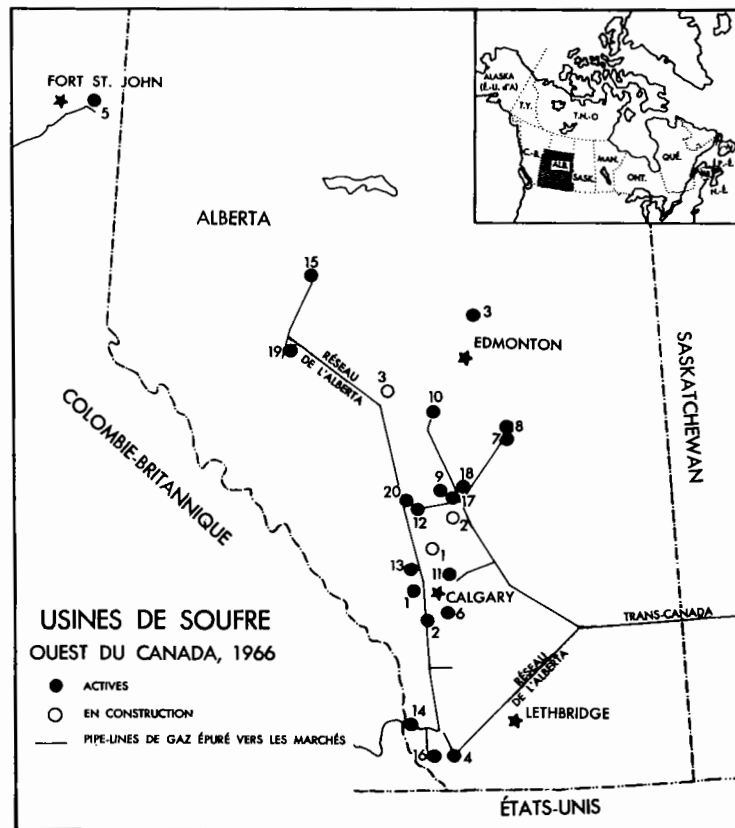 FORT ST. JOHN
5
ALASKA
(É.-U. d'A)
T.Y.
T.N.-O
C.-B.
ALB.
SASK.
MAN.
ONT.
QUÉ.
ALBERTA
15
3
EDMONTON
19
RÉSEAU
DE L'ALBERTA
3
10
8
7
SASKATCHEWAN
COLOMBIE-BRITANNIQUE
20
9
18
17
12
2
1
13
11
1
CALGARY
6
2
TRANS-CANADA
USINES DE SOUFRE
OUEST DU CANADA, 1966
ACTIVES
EN CONSTRUCTION
PIPE-LINES DE GAZ ÉPURÉ VERS LES MARCHÉS
RÉSEAU
DE L'ALBERTA
14
LETHBRIDGE
16
4
ÉTATS-UNIS